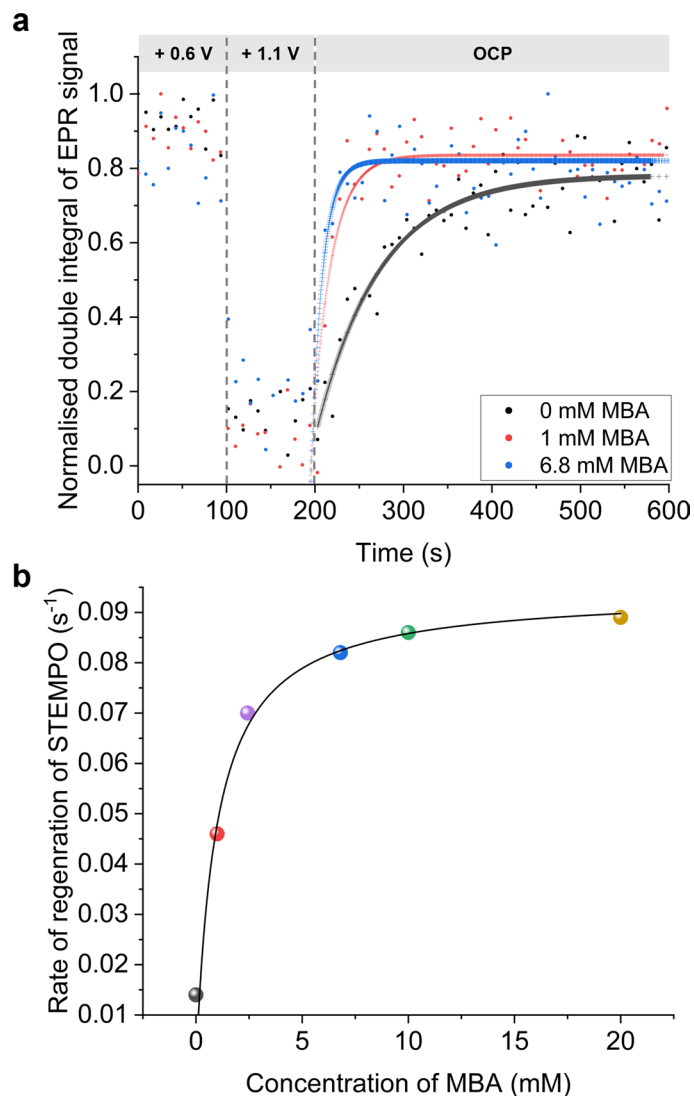 a
+ 0.6 V + 1.1 V OCP
Normalised double integral of EPR signal
1.0
0.8
0.6
0.4
0.2
0.0
0 mM MBA
1 mM MBA
6.8 mM MBA
0 100 200 300 400 500 600
Time (s)
b
Rate of regenration of STEMPO (s⁻¹)
0.09
0.08
0.07
0.06
0.05
0.04
0.03
0.02
0.01
0 5 10 15 20
Concentration of MBA (mM)